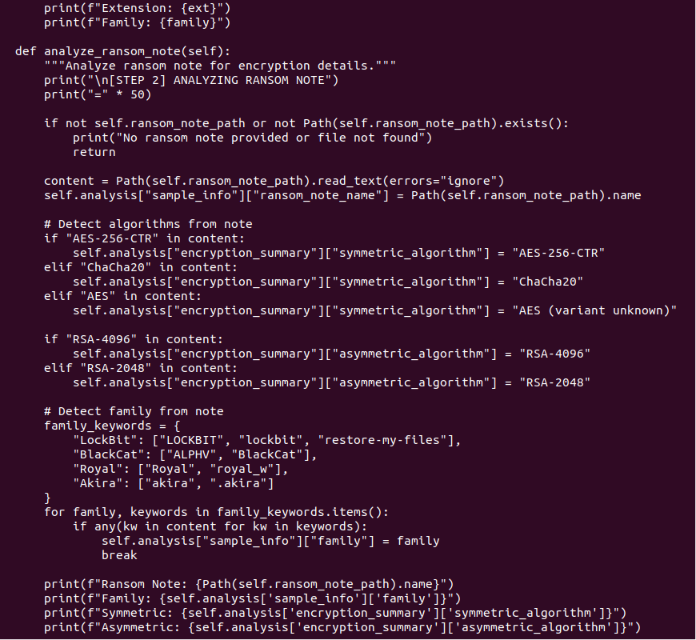 print(f"Extension: {ext}")
        print(f"Family: {family}")

    def analyze_ransom_note(self):
        """Analyze ransom note for encryption details."""
        print("\n[STEP 2] ANALYZING RANSOM NOTE")
        print("=" * 50)

        if not self.ransom_note_path or not Path(self.ransom_note_path).exists():
            print("No ransom note provided or file not found")
            return

        content = Path(self.ransom_note_path).read_text(errors="ignore")
        self.analysis["sample_info"]["ransom_note_name"] = Path(self.ransom_note_path).name

        # Detect algorithms from note
        if "AES-256-CTR" in content:
            self.analysis["encryption_summary"]["symmetric_algorithm"] = "AES-256-CTR"
        elif "ChaCha20" in content:
            self.analysis["encryption_summary"]["symmetric_algorithm"] = "ChaCha20"
        elif "AES" in content:
            self.analysis["encryption_summary"]["symmetric_algorithm"] = "AES (variant unknown)"

        if "RSA-4096" in content:
            self.analysis["encryption_summary"]["asymmetric_algorithm"] = "RSA-4096"
        elif "RSA-2048" in content:
            self.analysis["encryption_summary"]["asymmetric_algorithm"] = "RSA-2048"

        # Detect family from note
        family_keywords = {
            "LockBit": ["LOCKBIT", "lockbit", "restore-my-files"],
            "BlackCat": ["ALPHV", "BlackCat"],
            "Royal": ["Royal", "royal_w"],
            "Akira": ["akira", ".akira"]
        }
        for family, keywords in family_keywords.items():
            if any(kw in content for kw in keywords):
                self.analysis["sample_info"]["family"] = family
                break

        print(f"Ransom Note: {Path(self.ransom_note_path).name}")
        print(f"Family: {self.analysis['sample_info']['family']}")
        print(f"Symmetric: {self.analysis['encryption_summary']['symmetric_algorithm']}")
        print(f"Asymmetric: {self.analysis['encryption_summary']['asymmetric_algorithm']}")